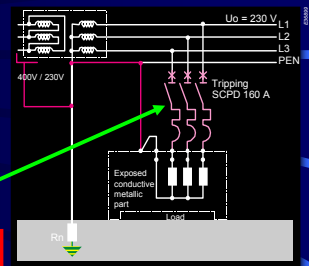 Uo = 230 V
L1
L2
L3
PEN
400V / 230V
Tripping
SCPD 160 A
Exposed
conductive
metallic
part
Load
Rn